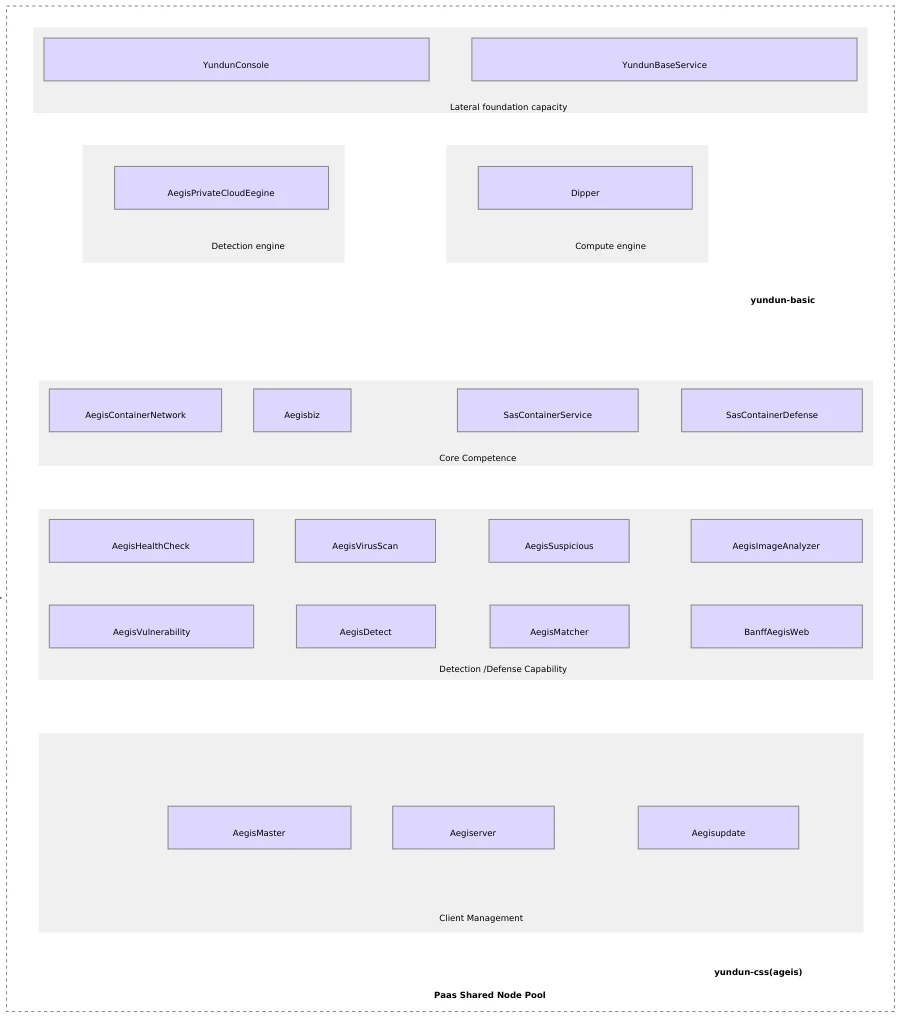 YundunConsole
YundunBaseService
Lateral foundation capacity
AegisPrivateCloudEegine
Dipper
Detection engine
Compute engine
yundun-basic
AegisContainerNetwork
Aegisbiz
SasContainerService
SasContainerDefense
Core Competence
AegisHealthCheck
AegisVirusScan
AegisSuspicious
AegisImageAnalyzer
AegisVulnerability
AegisDetect
AegisMatcher
BanffAegisWeb
Detection /Defense Capability
AegisMaster
Aegiserver
Aegisupdate
Client Management
yundun-css(ageis)
Paas Shared Node Pool